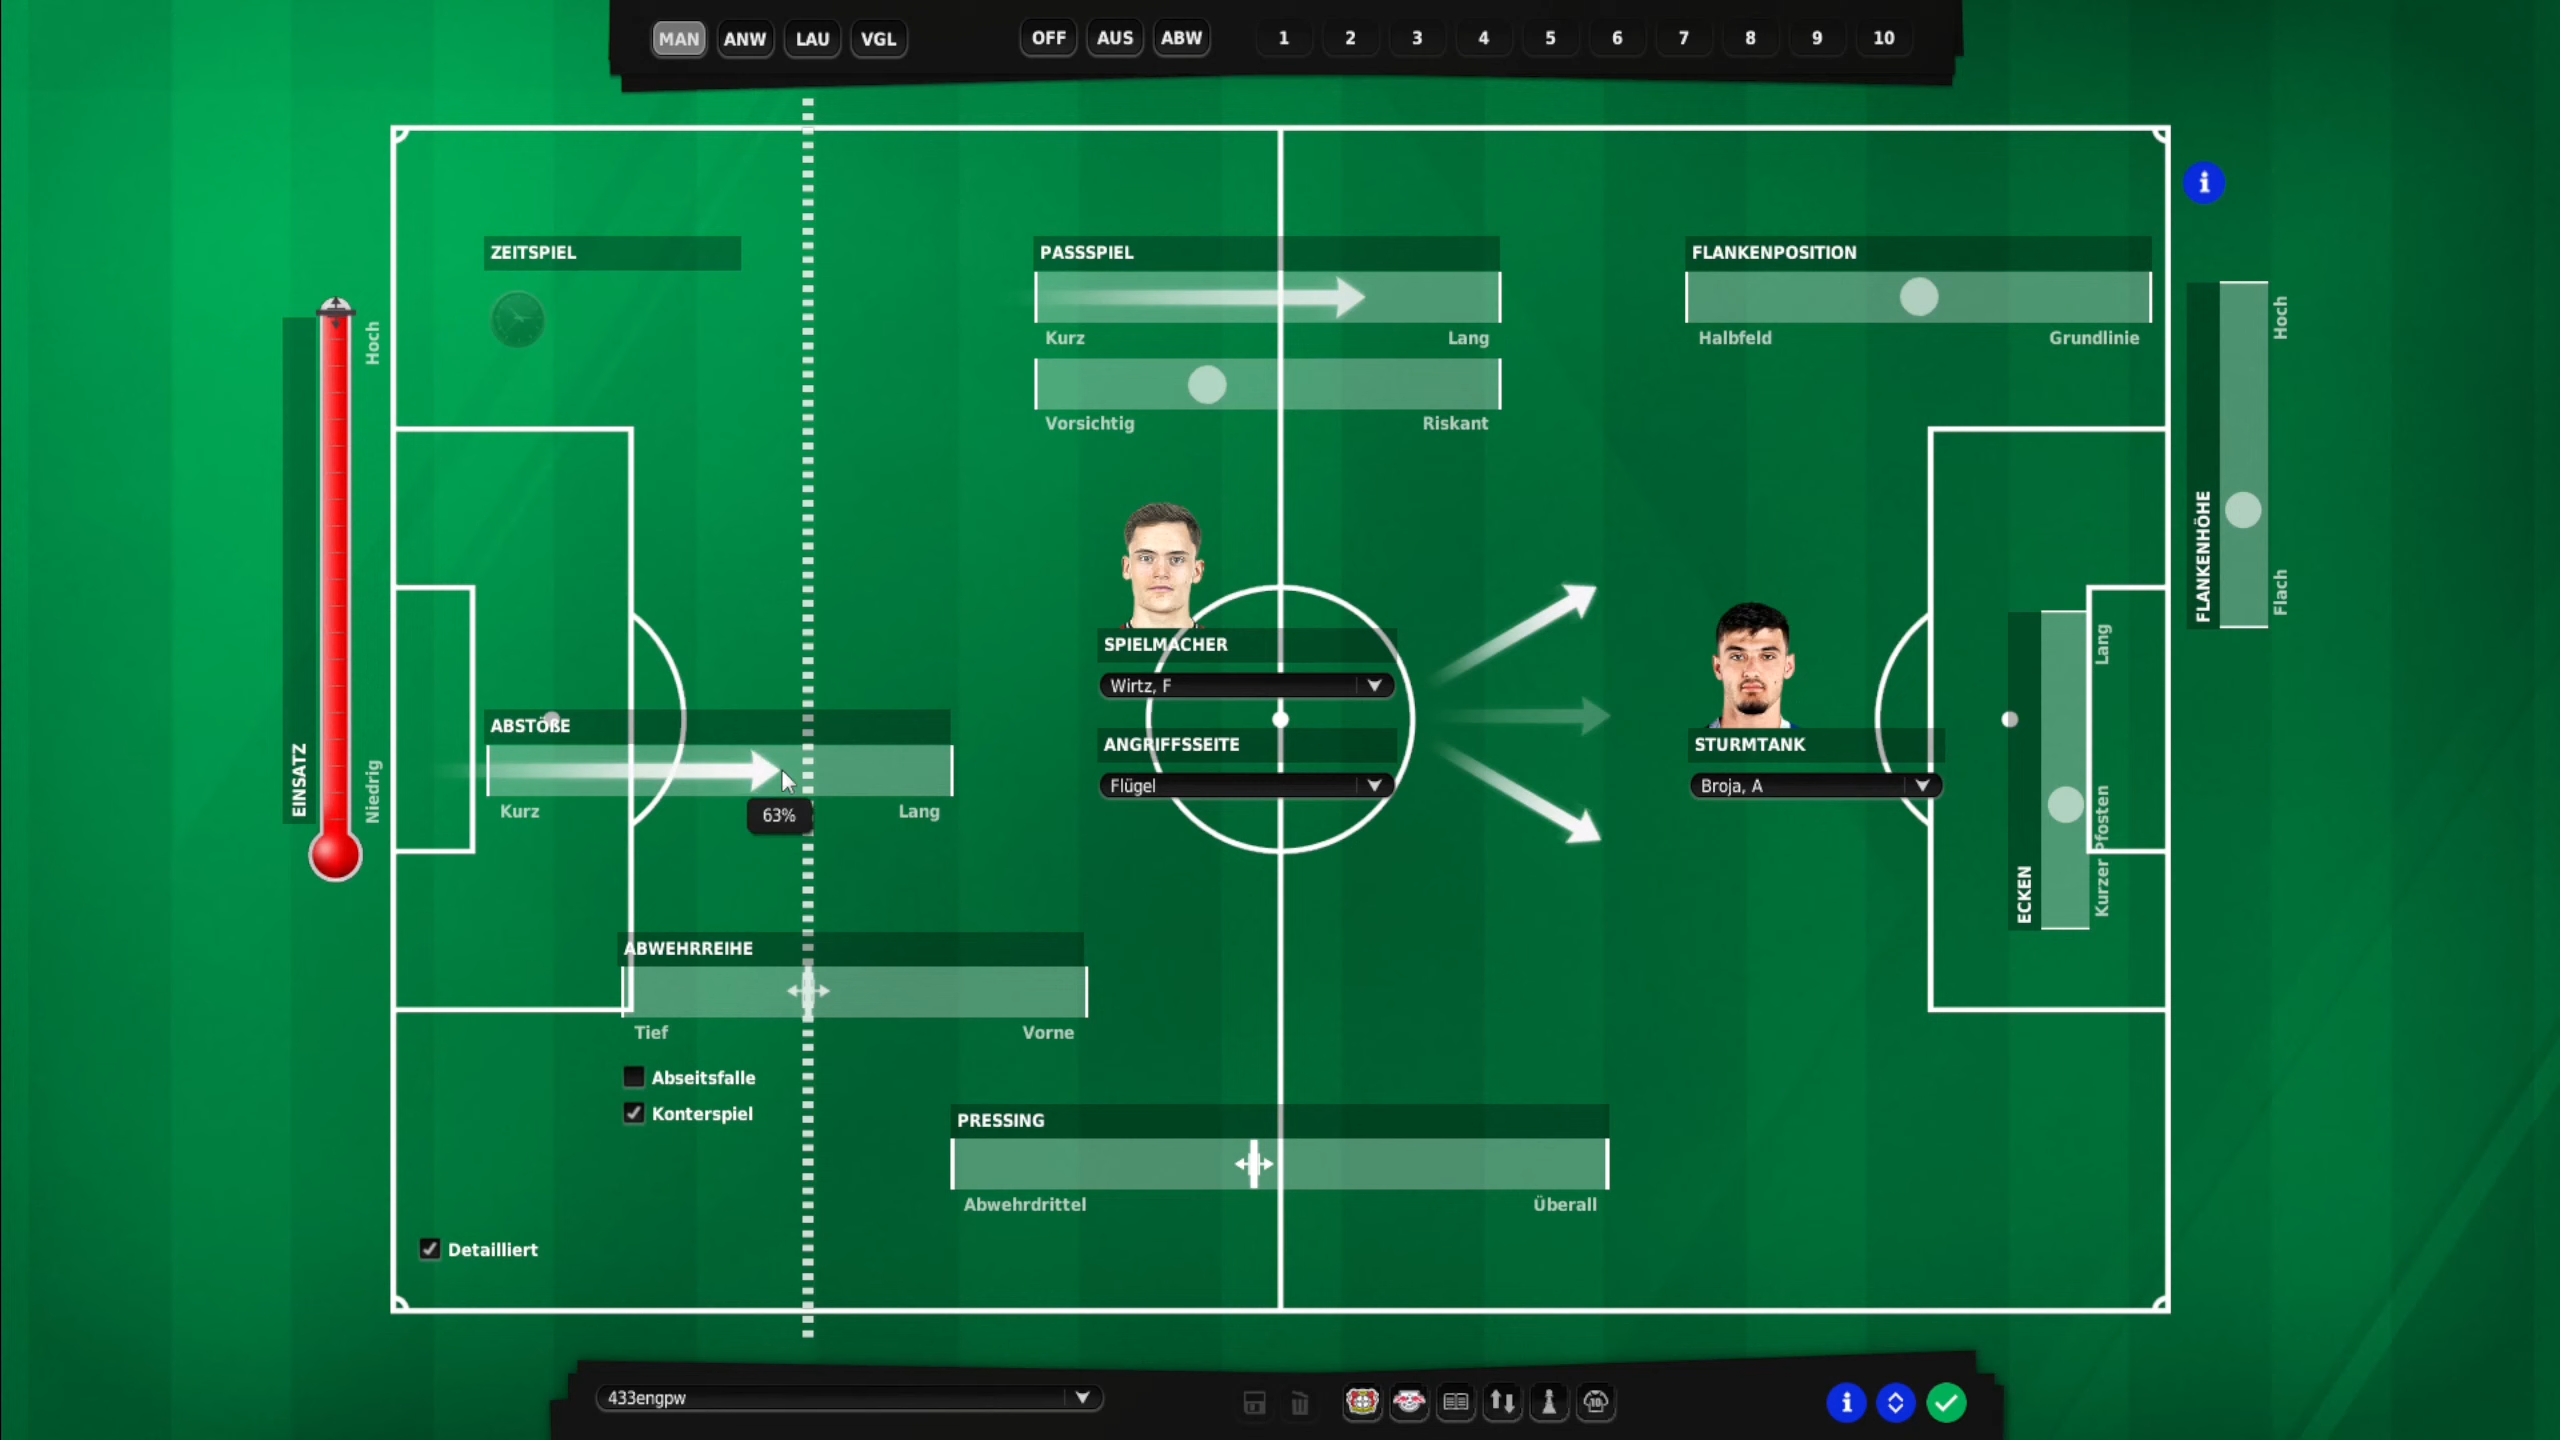 MAN ANW LAU VGL OFF AUS ABW 1 2 3 4 5 6 7 8 9 10
ZEITSPIEL
PASSSPIEL
Kurz Lang
Vorsichtig Riskant
FLANKENPOSITION
Halbfeld Grundlinie
Hoch
FLANKENHÖHE
Flach
Hoch
EINSATZ
Niedrig
SPIELMACHER
Wirtz, F
ANGRIFFSSEITE
Flügel
STURMTANK
Broja, A
ABSTÖßE
Kurz Lang
63%
Lang
ECKEN
Kurzer Pfosten
ABWEHRREIHE
Tief Vorne
Abseitsfalle
Konterspiel
PRESSING
Abwehrdrittel Überall
Detailliert
433engpw
10